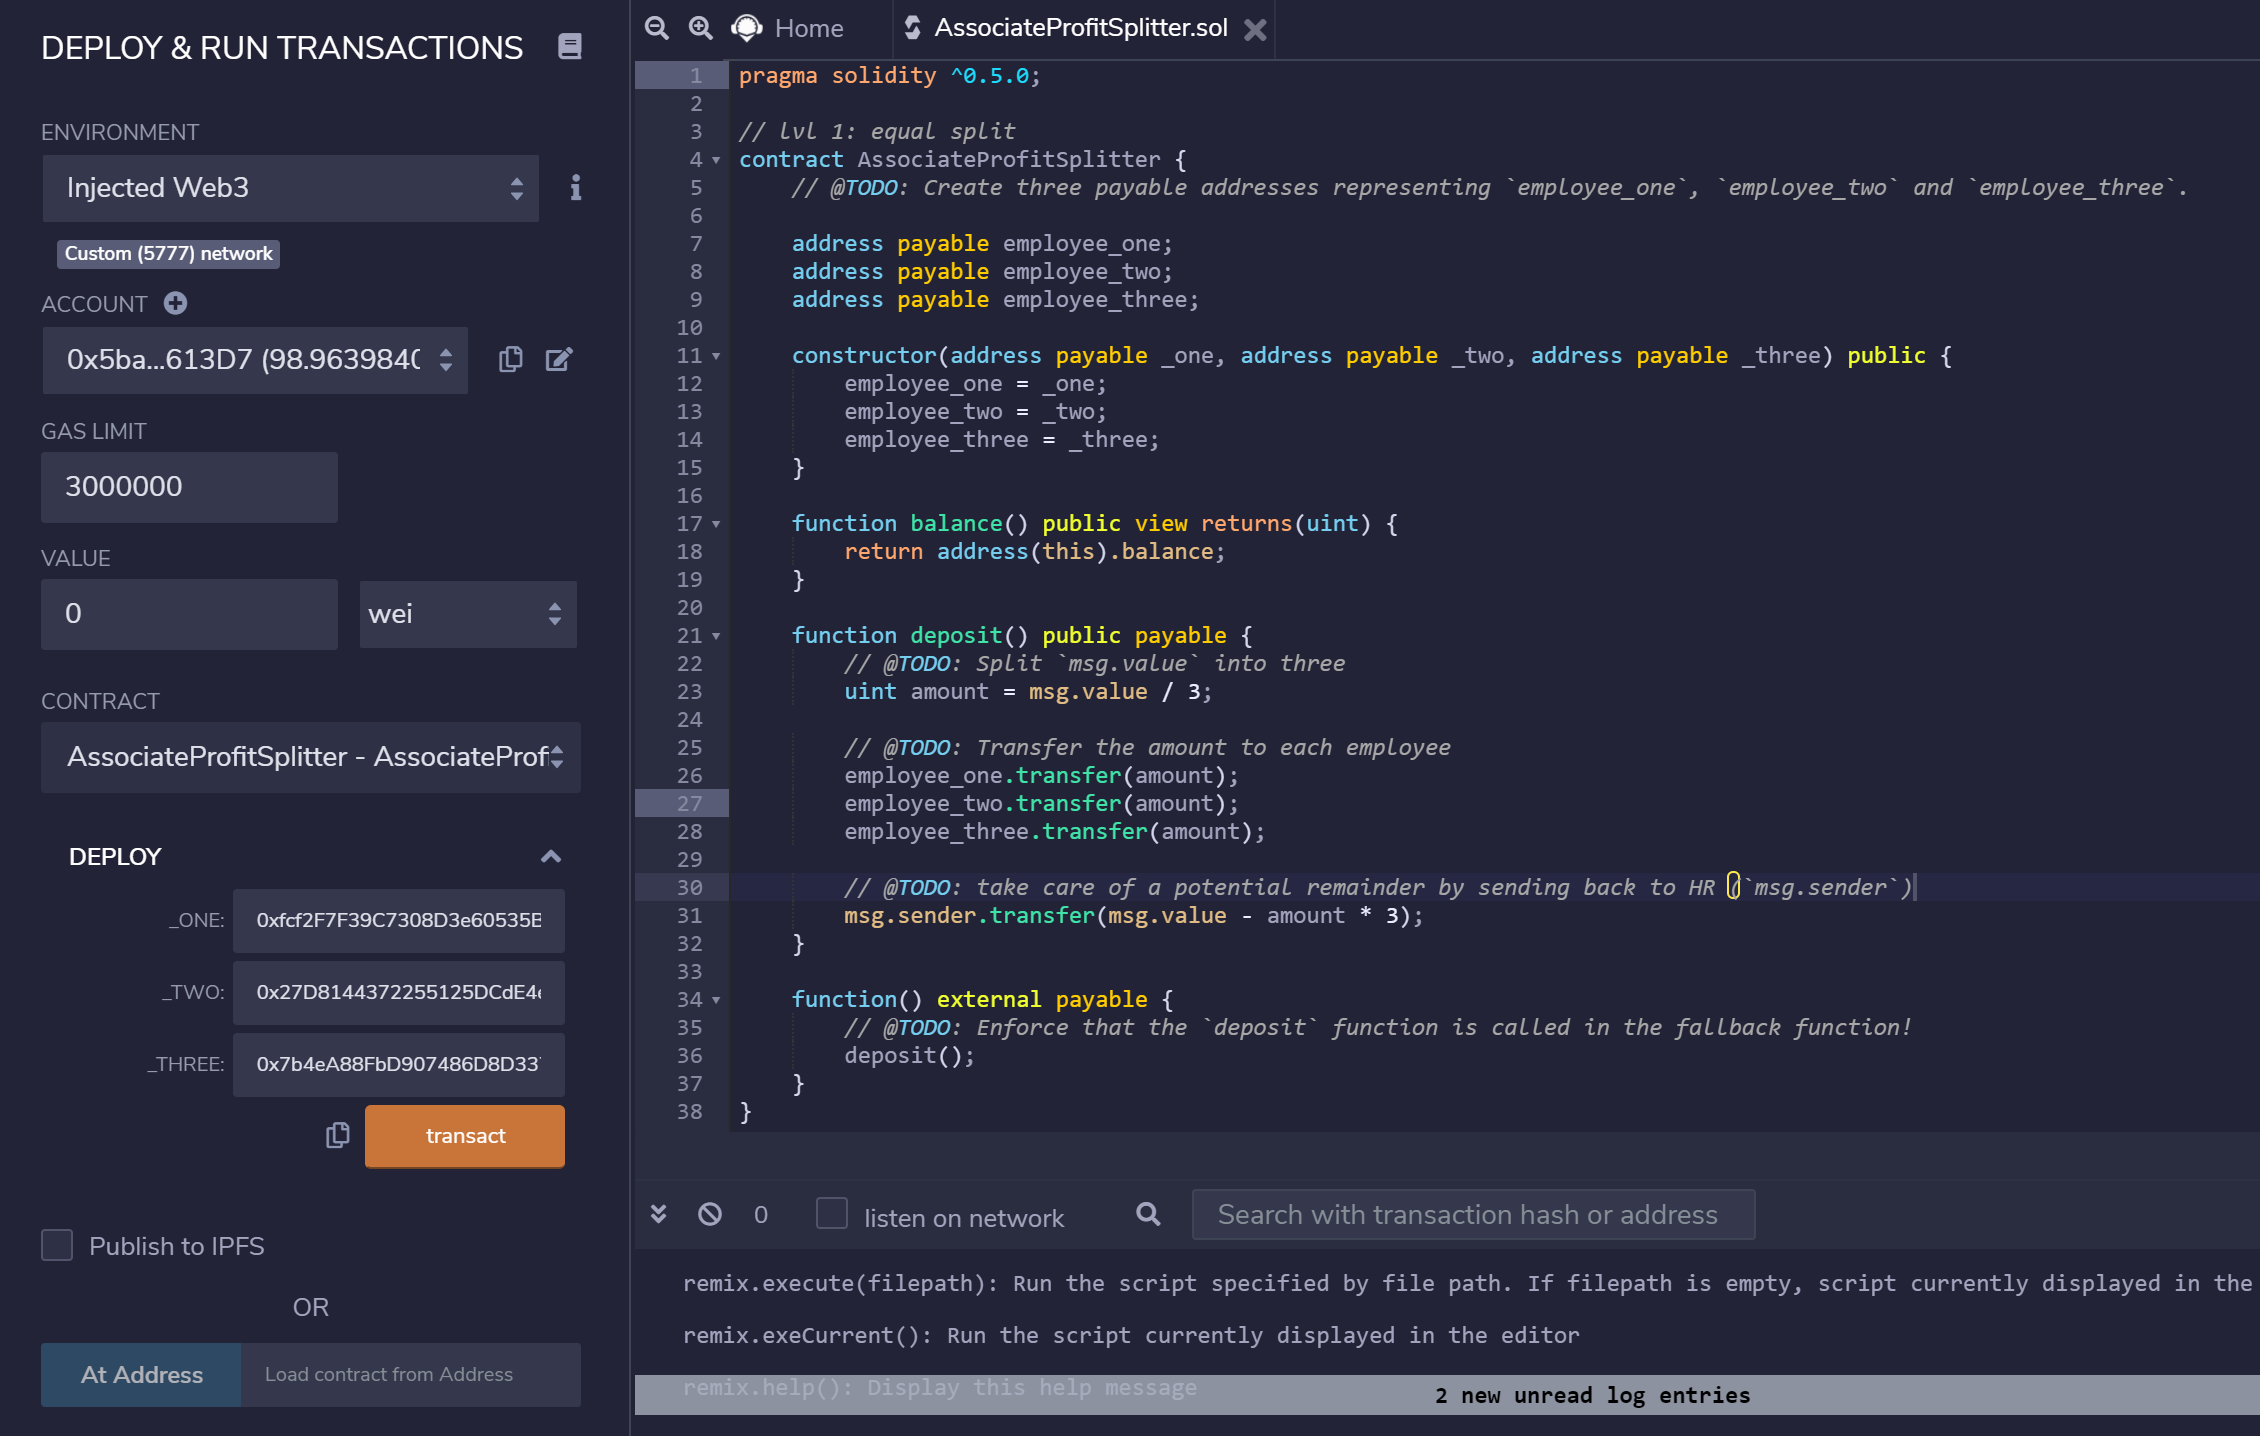 DEPLOY & RUN TRANSACTIONS
ENVIRONMENT
Injected Web3
Custom (5777) network
ACCOUNT
0x5ba...613D7 (98.9639840
GAS LIMIT
3000000
VALUE
0
wei
CONTRACT
AssociateProfitSplitter - AssociateProf
DEPLOY
_ONE: 0xfcf2F7F39C7308D3e60535E
_TWO: 0x27D8144372255125DCdE4e
_THREE: 0x7b4eA88FbD907486D8D33
transact
Publish to IPFS
OR
At Address
Load contract from Address
Home
AssociateProfitSplitter.sol
1 pragma solidity ^0.5.0;
2
3 // lvl 1: equal split
4 contract AssociateProfitSplitter {
5 // @TODO: Create three payable addresses representing `employee_one`, `employee_two` and `employee_three`.
6
7 address payable employee_one;
8 address payable employee_two;
9 address payable employee_three;
10
11 constructor(address payable _one, address payable _two, address payable _three) public {
12 employee_one = _one;
13 employee_two = _two;
14 employee_three = _three;
15 }
16
17 function balance() public view returns(uint) {
18 return address(this).balance;
19 }
20
21 function deposit() public payable {
22 // @TODO: Split `msg.value` into three
23 uint amount = msg.value / 3;
24
25 // @TODO: Transfer the amount to each employee
26 employee_one.transfer(amount);
27 employee_two.transfer(amount);
28 employee_three.transfer(amount);
29
30 // @TODO: take care of a potential remainder by sending back to HR (`msg.sender`)
31 msg.sender.transfer(msg.value - amount * 3);
32 }
33
34 function() external payable {
35 // @TODO: Enforce that the `deposit` function is called in the fallback function!
36 deposit();
37 }
38 }
0
listen on network
Search with transaction hash or address
remix.execute(filepath): Run the script specified by file path. If filepath is empty, script currently displayed in the
remix.exeCurrent(): Run the script currently displayed in the editor
remix.help(): Display this help message
2 new unread log entries